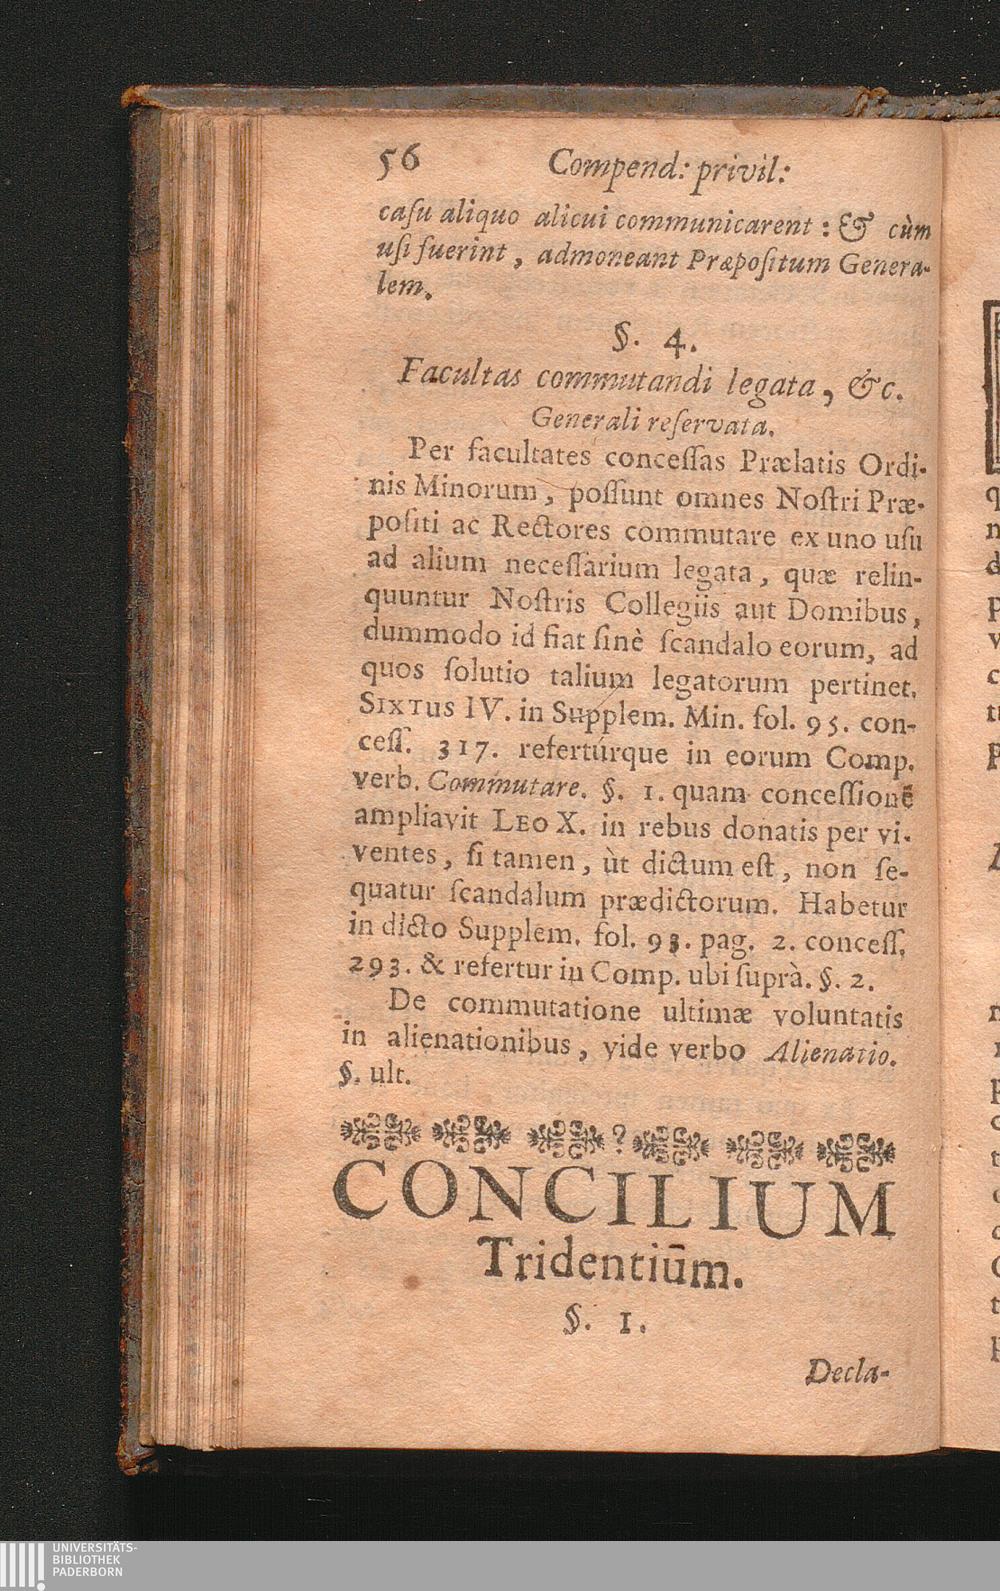 56 Compend: privil:
caſu aliquo alicui communicarent: & cùm
uſi fuerint, admoneant Præpoſitum Genera-
lem.
§. 4.
Facultas commutandi legata, &c.
Generali reſervata.
Per facultates conceſſas Prælatis Ordi-
nis Minorum, poſſunt omnes Noſtri Præ-
poſiti ac Rectores commutare ex uno uſu
ad alium neceſſarium legata, quæ relin-
quuntur Noſtris Collegiis aut Domibus,
dummodo id fiat ſinè ſcandalo eorum, ad
quos ſolutio talium legatorum pertinet.
SIXTUS IV. in Supplem. Min. fol. 95. con-
ceſſ. 317. refertúrque in eorum Comp.
verb. Commutare. §. 1. quam conceſſionē
ampliavit LEO X. in rebus donatis per vi-
ventes, ſi tamen, ùt dictum eſt, non ſe-
quatur ſcandalum prædictorum. Habetur
in dicto Supplem. fol. 93. pag. 2. conceſſ.
293. & refertur in Comp. ubi ſuprà. §. 2.
De commutatione ultimæ voluntatis
in alienationibus, vide verbo Alienatio.
§. ult.
?
CONCILIUM
Tridentiūm.
§. 1.
Decla-
UNIVERSITÄTS-
BIBLIOTHEK
PADERBORN